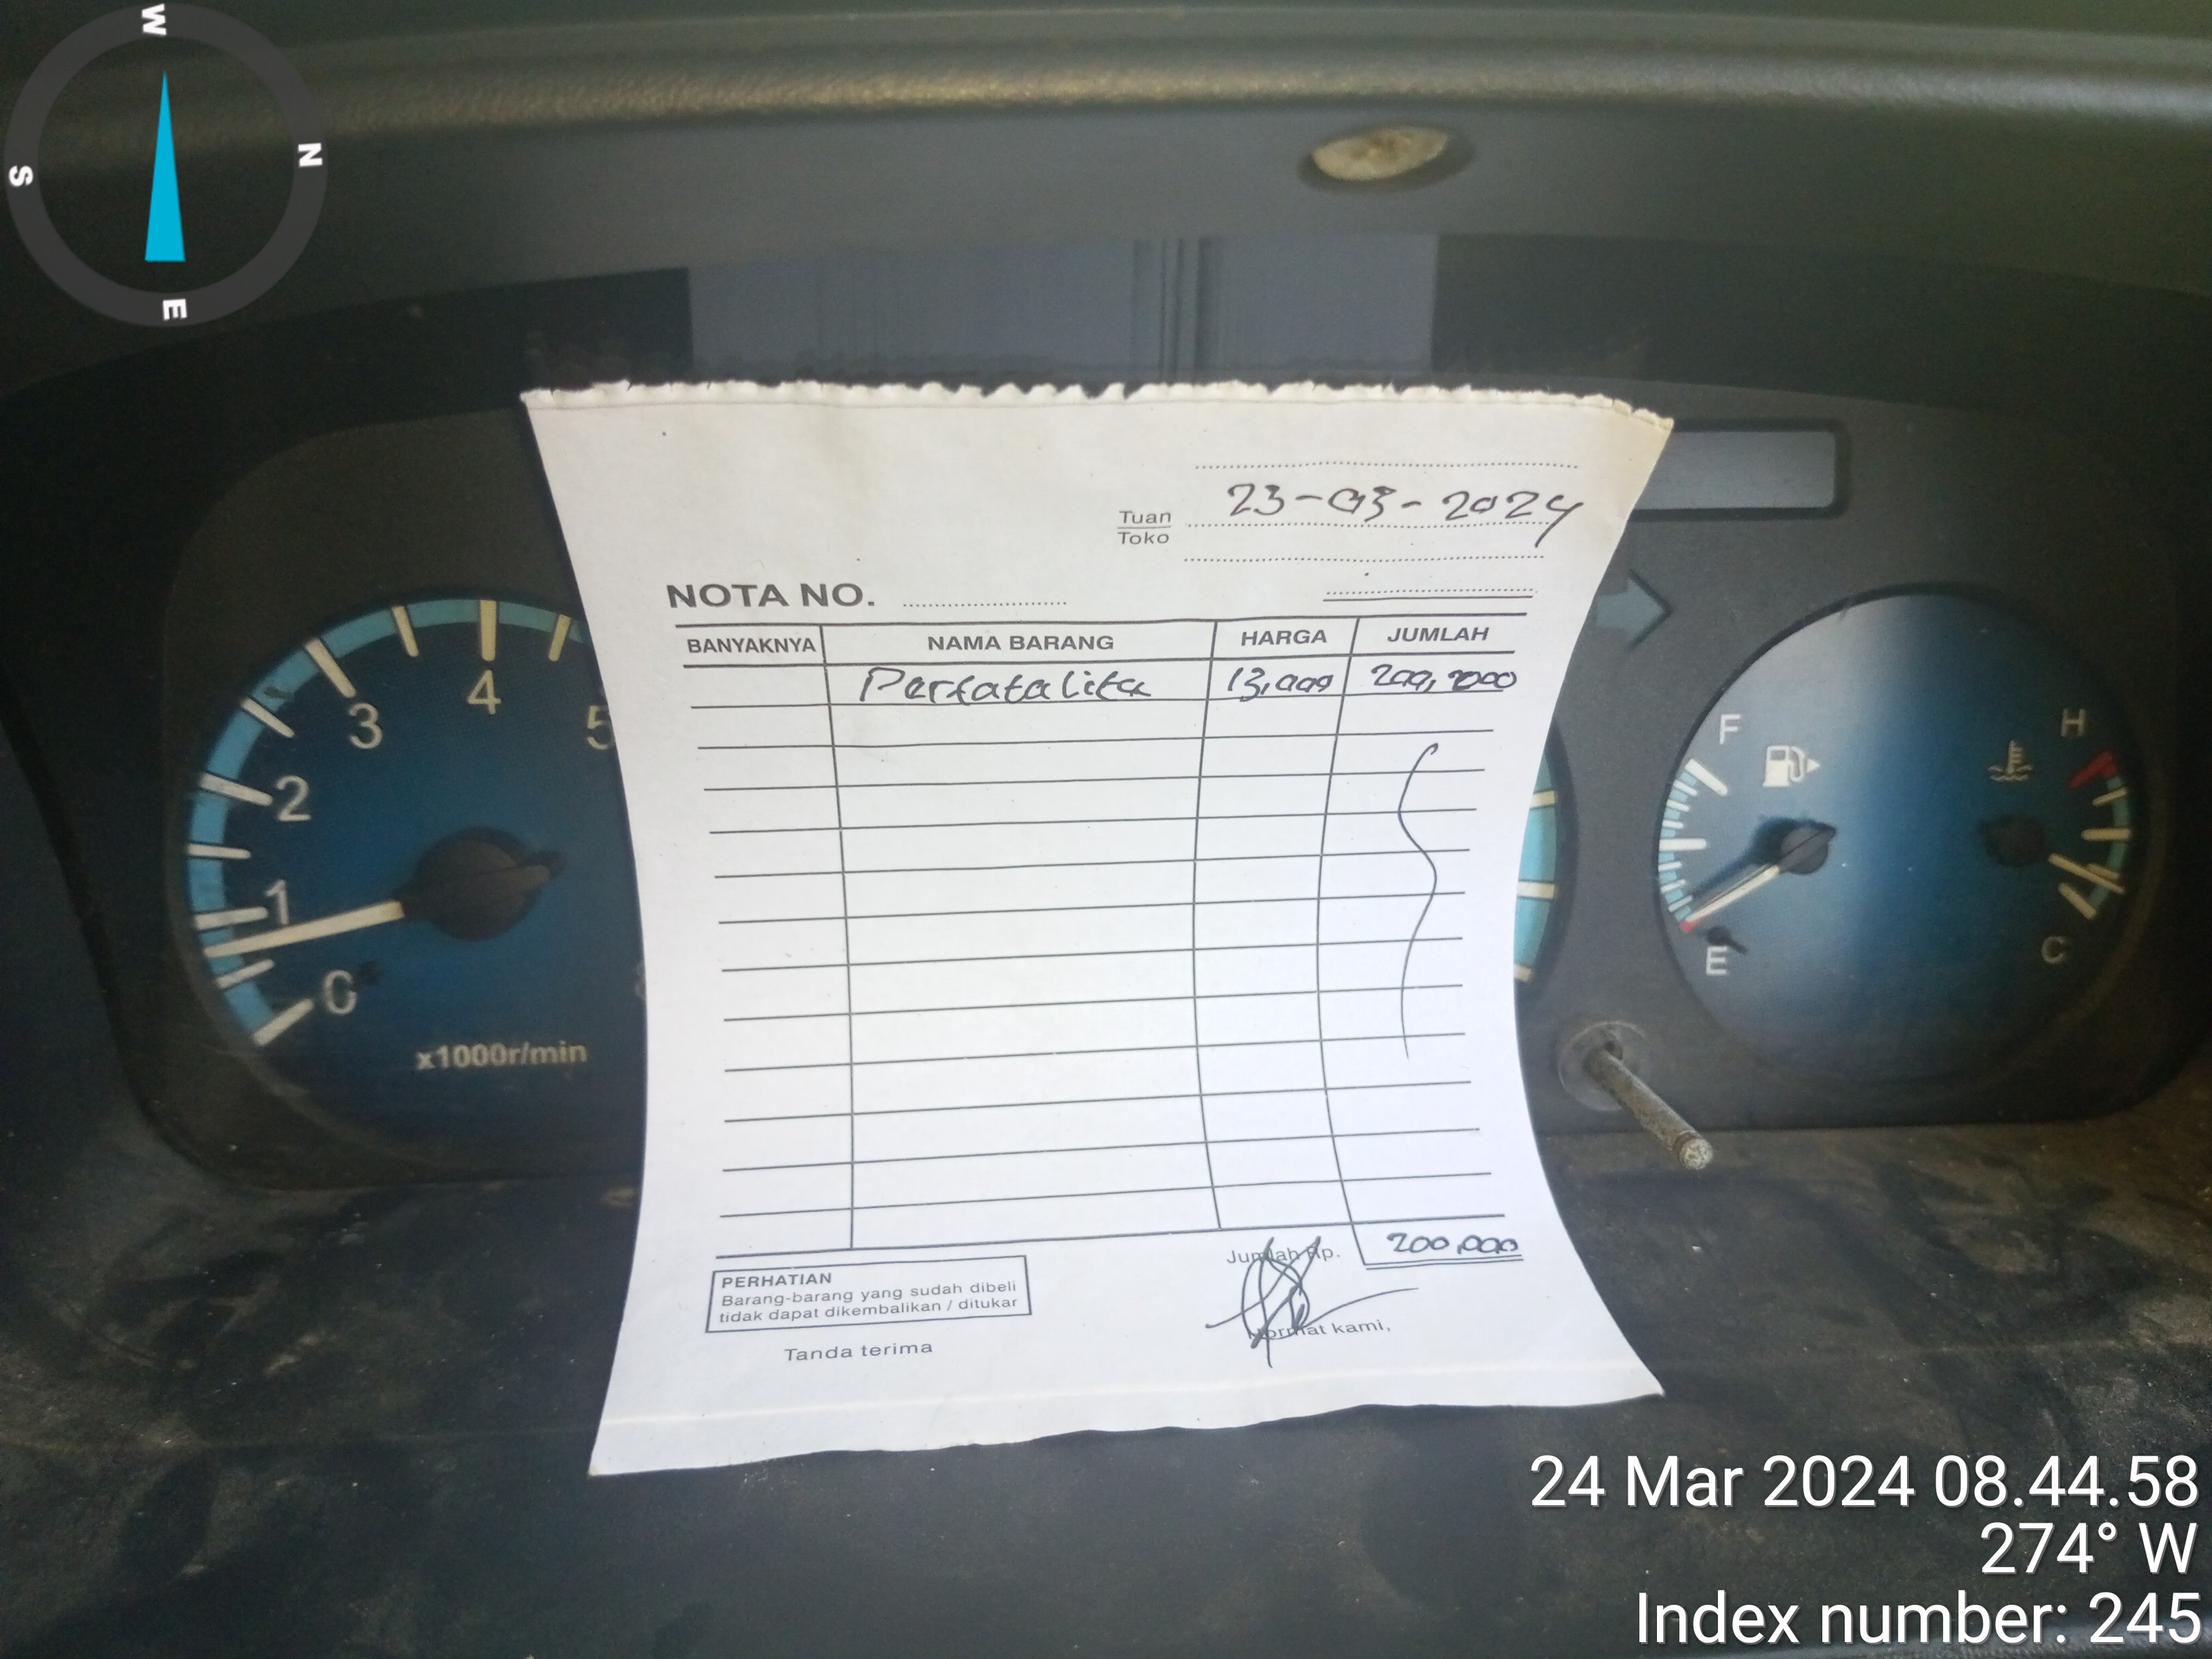 W
N
S
E
23-03-2024
Tuan
Toko
NOTA NO.
BANYAKNYA NAMA BARANG HARGA JUMLAH
Pertatalita 13,000 200,000
Jumlah Rp. 200,000
PERHATIAN
Barang-barang yang sudah dibeli
tidak dapat dikembalikan / ditukar
Tanda terima
Hormat kami,
0 1 2 3 4 5
x1000r/min
F
E
H
C
24 Mar 2024 08.44.58
274° W
Index number: 245